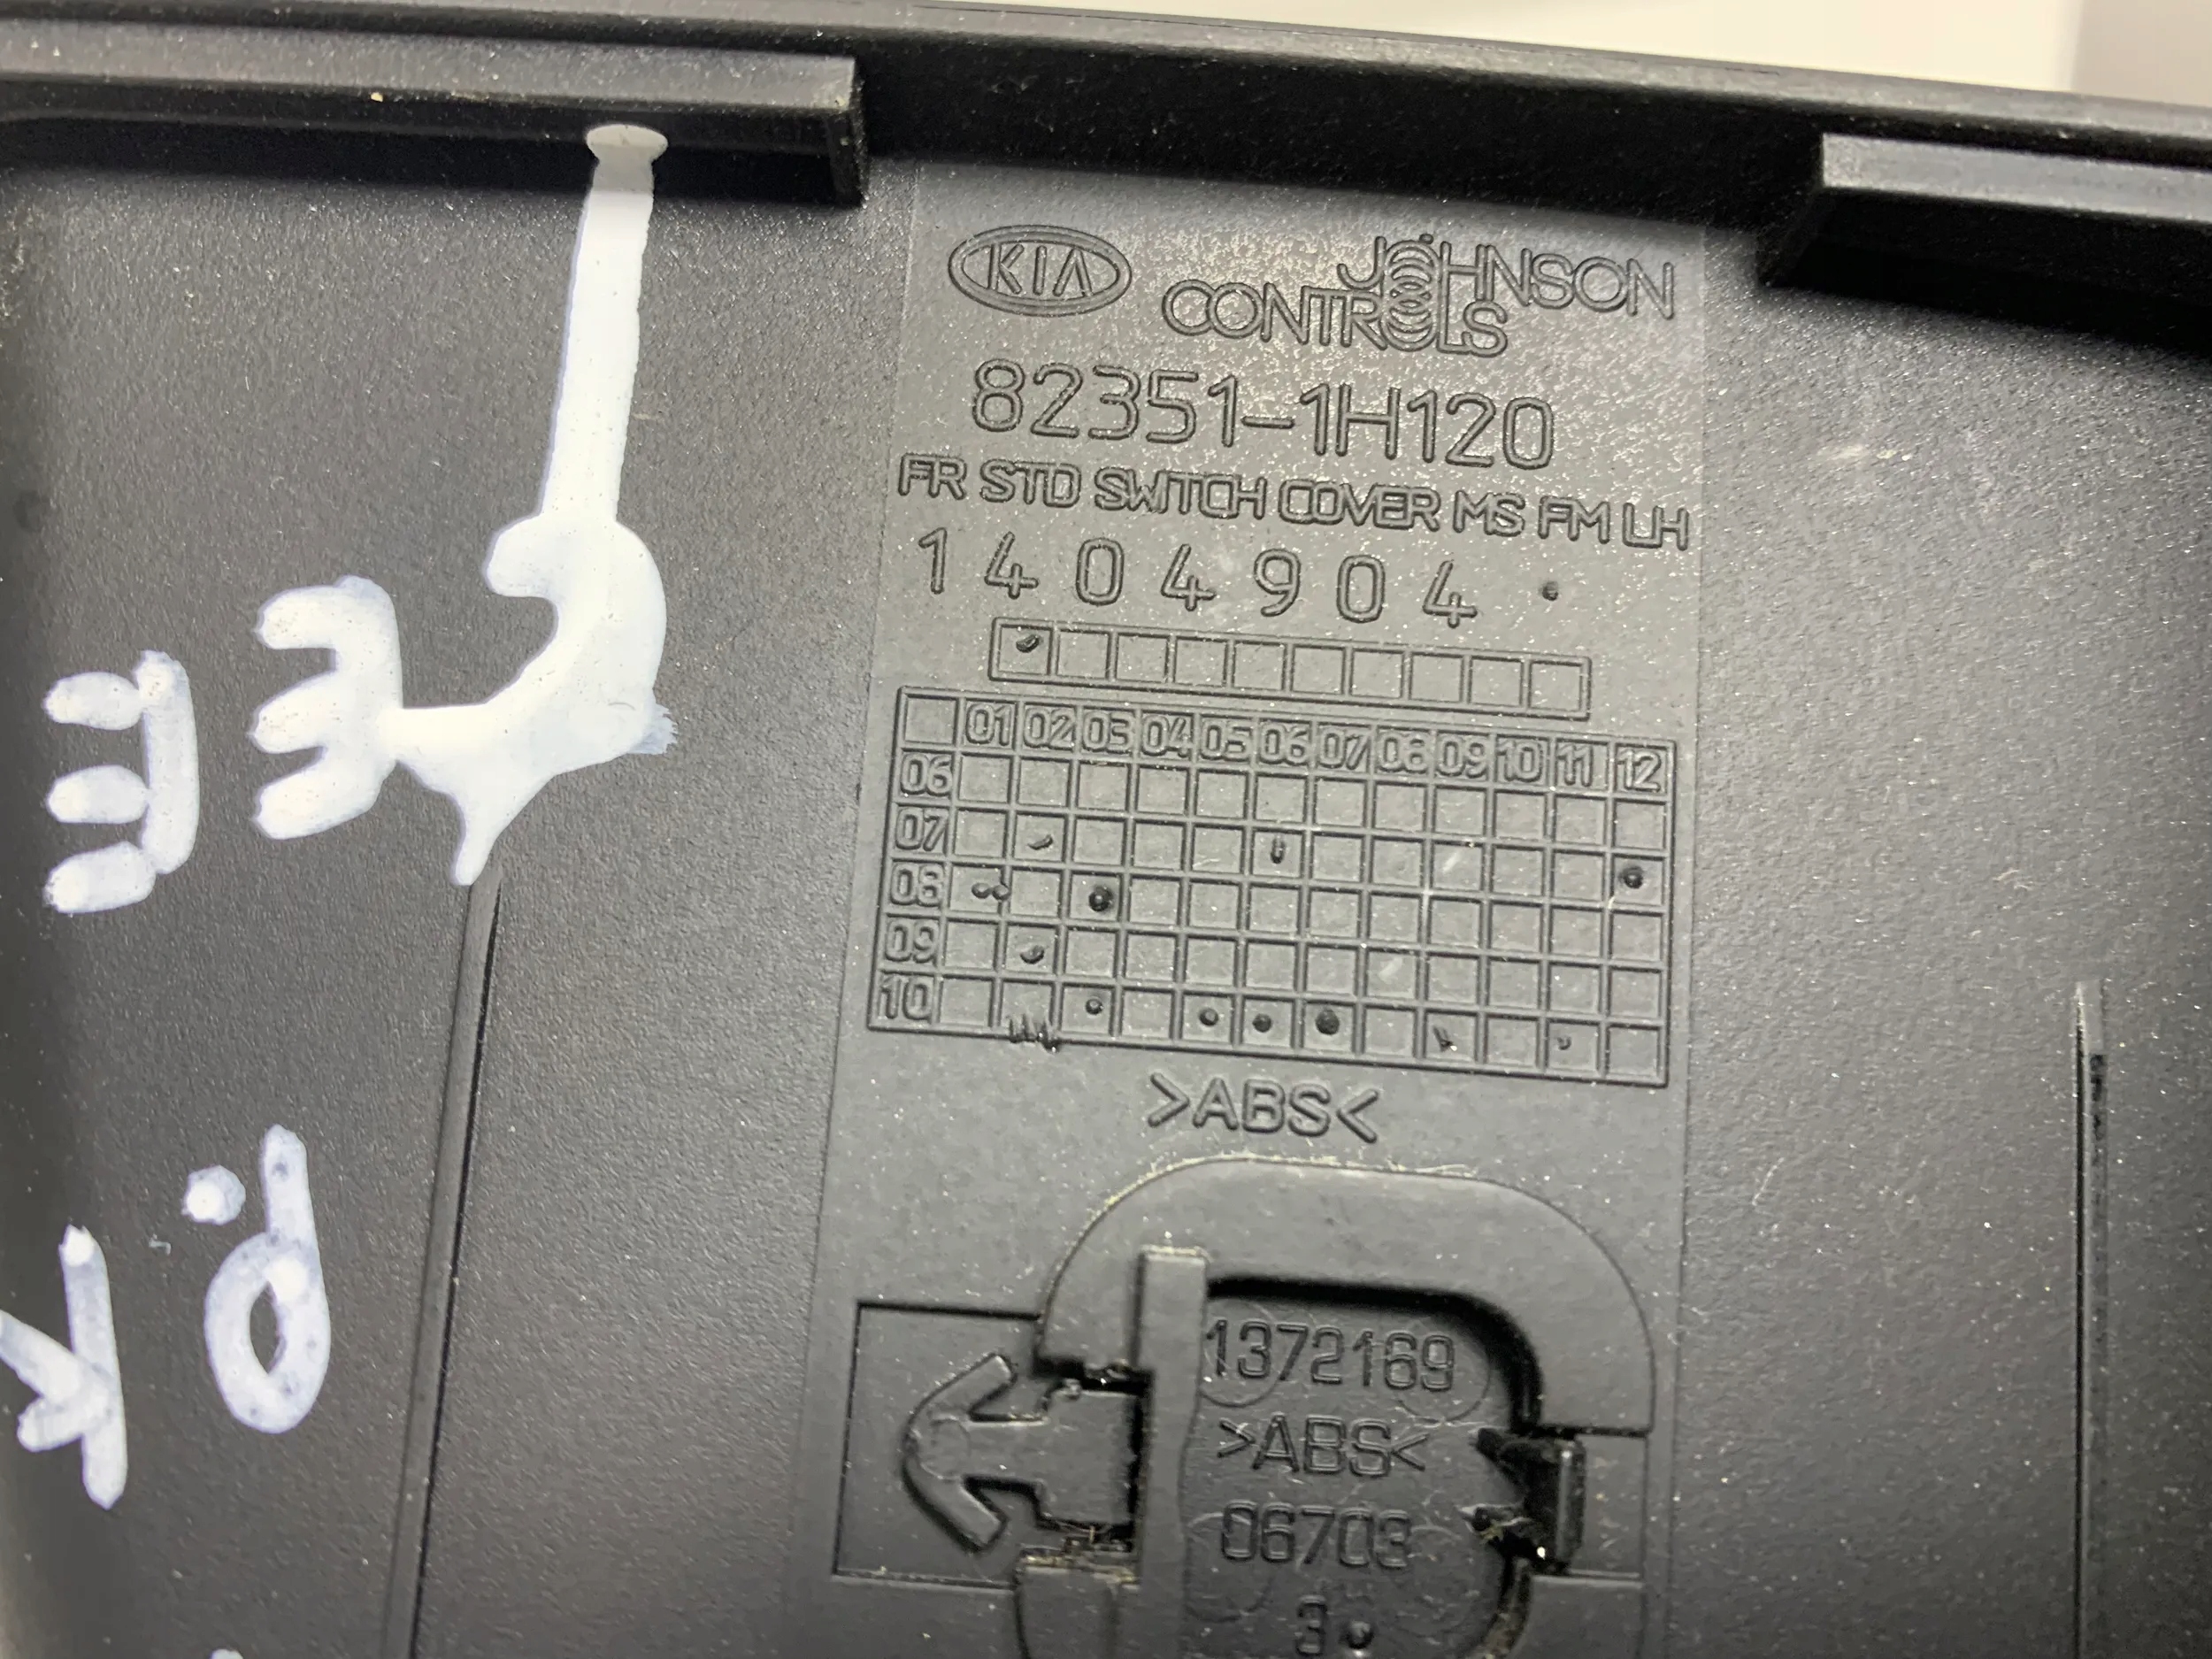 KIA
JOHNSON
CONTROLS
82351-1H120
FR STD SWITCH COVER MS FM LH
1404904
01 02 03 04 05 06 07 08 09 10 11 12
06
07
08
09
10
>ABS<
1372169
>ABS<
06703
3